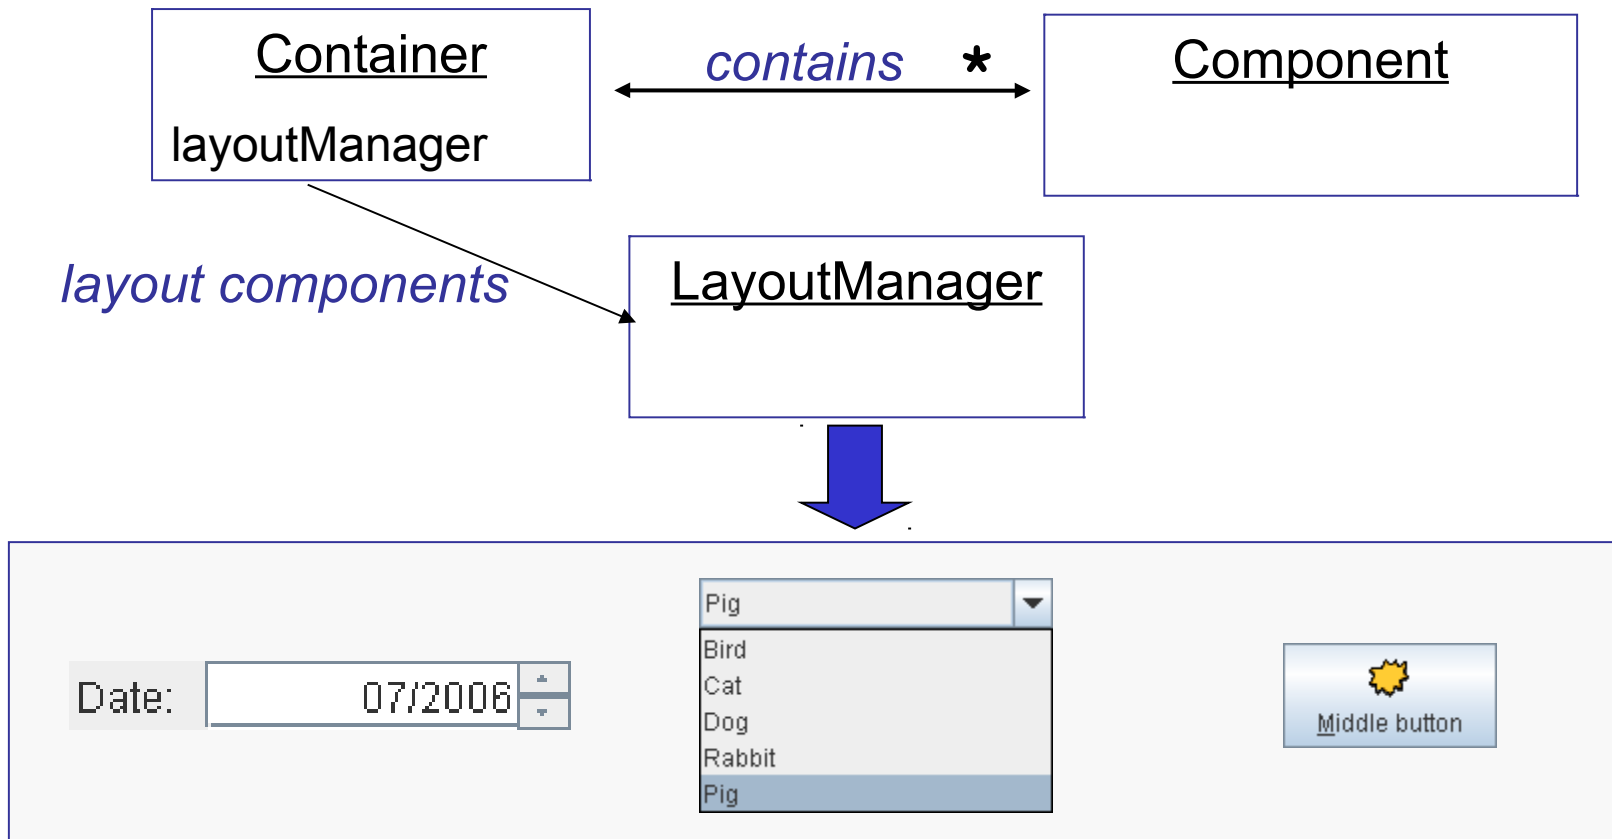 Container
contains *
Component
layoutManager
layout components
LayoutManager
Pig
Bird
Cat
Dog
Rabbit
Pig
Date: 07/2006
Middle button